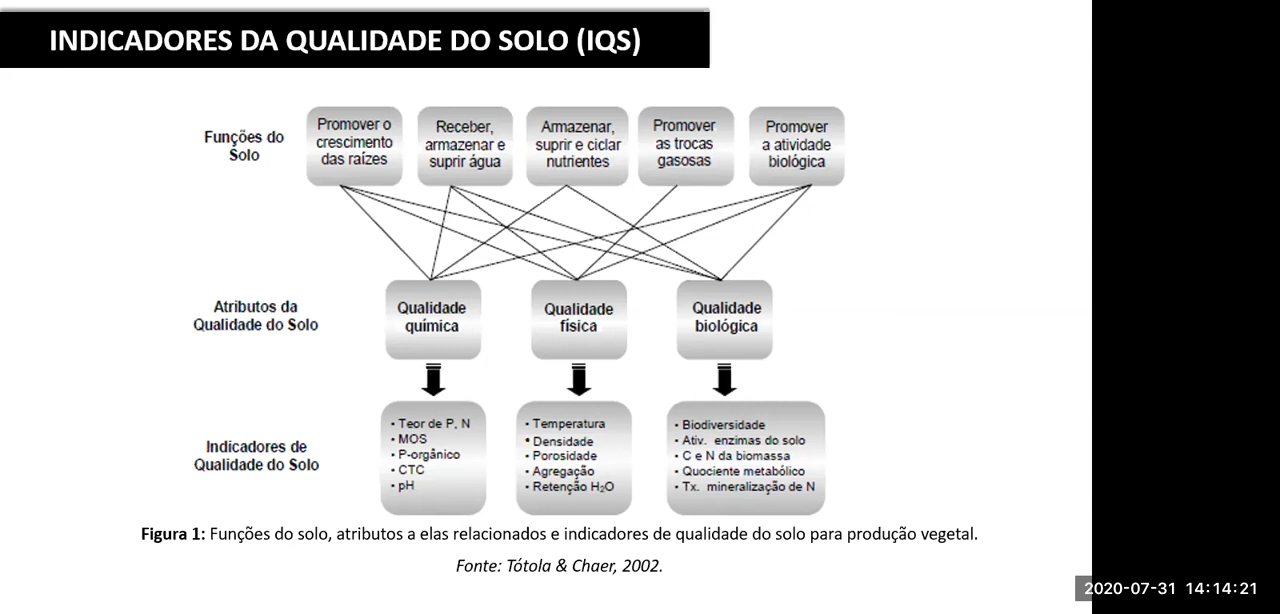 INDICADORES DA QUALIDADE DO SOLO (IQS)
Funções do
Solo
Promover o
crescimento
das raízes
Receber,
armazenar e
suprir água
Armazenar,
suprir e ciclar
nutrientes
Promover
as trocas
gasosas
Promover
a atividade
biológica
Atributos da
Qualidade do Solo
Qualidade
química
Qualidade
física
Qualidade
biológica
Indicadores de
Qualidade do Solo
• Teor de P, N
• MOS
• P-orgânico
• CTC
• pH
• Temperatura
• Densidade
• Porosidade
• Agregação
• Retenção H₂O
• Biodiversidade
• Ativ. enzimas do solo
• C e N da biomassa
• Quociente metabólico
• Tx. mineralização de N
Figura 1: Funções do solo, atributos a elas relacionados e indicadores de qualidade do solo para produção vegetal.
Fonte: Tótola & Chaer, 2002.
2020-07-31 14:14:21